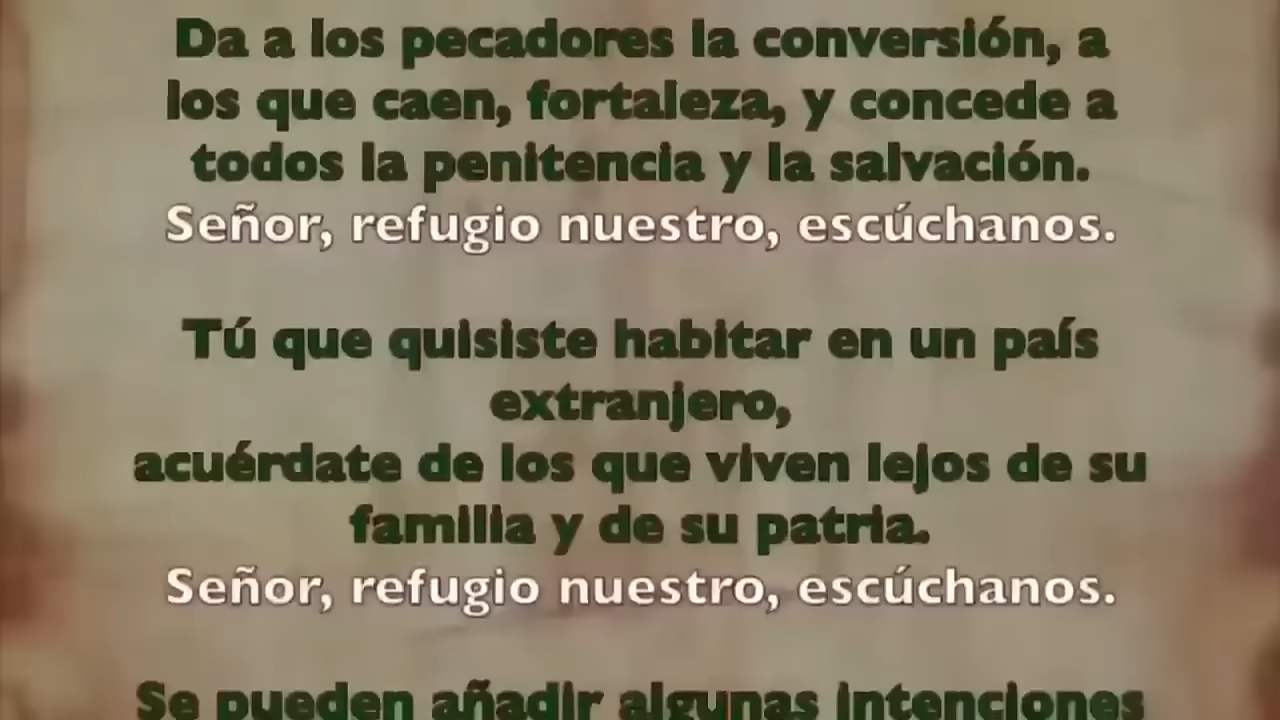 Da a los pecadores la conversión, a
los que caen, fortaleza, y concede a
todos la penitencia y la salvación.
Señor, refugio nuestro, escúchanos.
Tú que quisiste habitar en un país
extranjero,
acuérdate de los que viven lejos de su
familia y de su patria.
Señor, refugio nuestro, escúchanos.
Se pueden añadir algunas intenciones